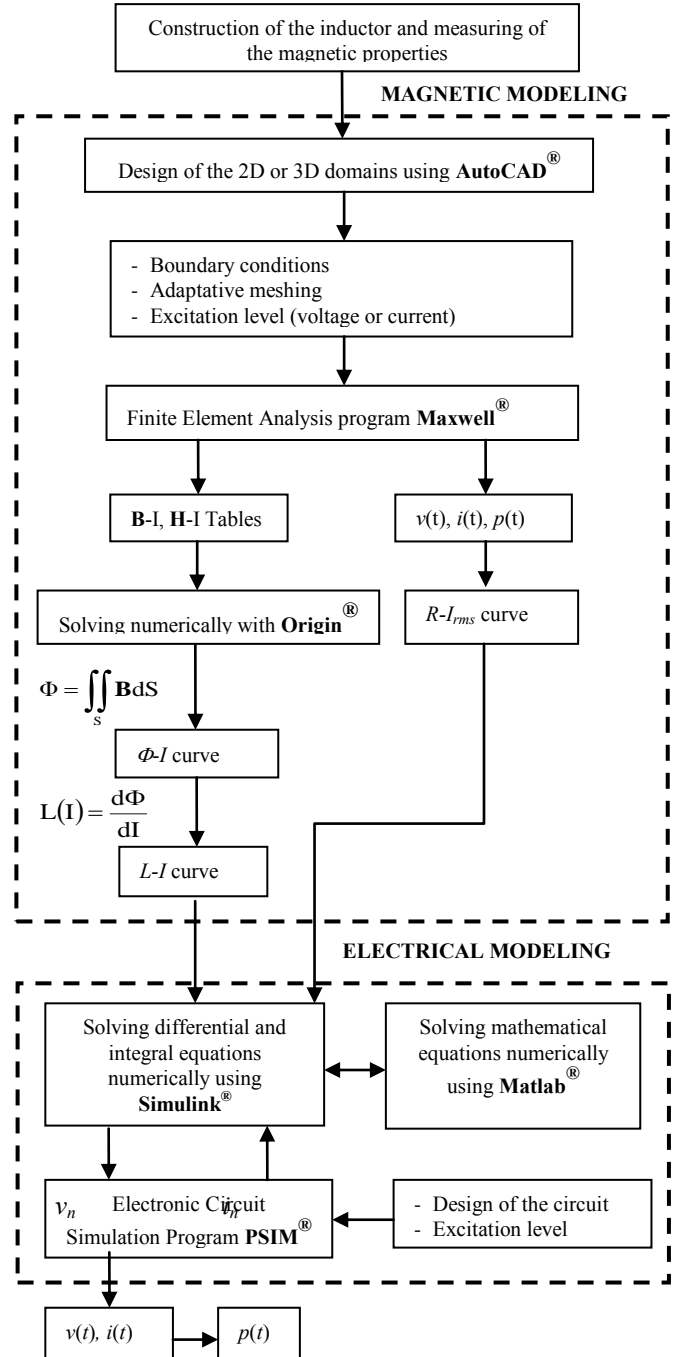 Construction of the inductor and measuring of
the magnetic properties
MAGNETIC MODELING
Design of the 2D or 3D domains using AutoCAD®
- Boundary conditions
- Adaptative meshing
- Excitation level (voltage or current)
Finite Element Analysis program Maxwell®
B-I, H-I Tables
v(t), i(t), p(t)
Solving numerically with Origin®
R-Irms curve
Φ = ∬S BdS
Φ-I curve
L(I) = dΦ/dI
L-I curve
ELECTRICAL MODELING
Solving differential and
integral equations
numerically using
Simulink®
Solving mathematical
equations numerically
using Matlab®
vn
in
Electronic Circuit
Simulation Program PSIM®
- Design of the circuit
- Excitation level
v(t), i(t)
p(t)